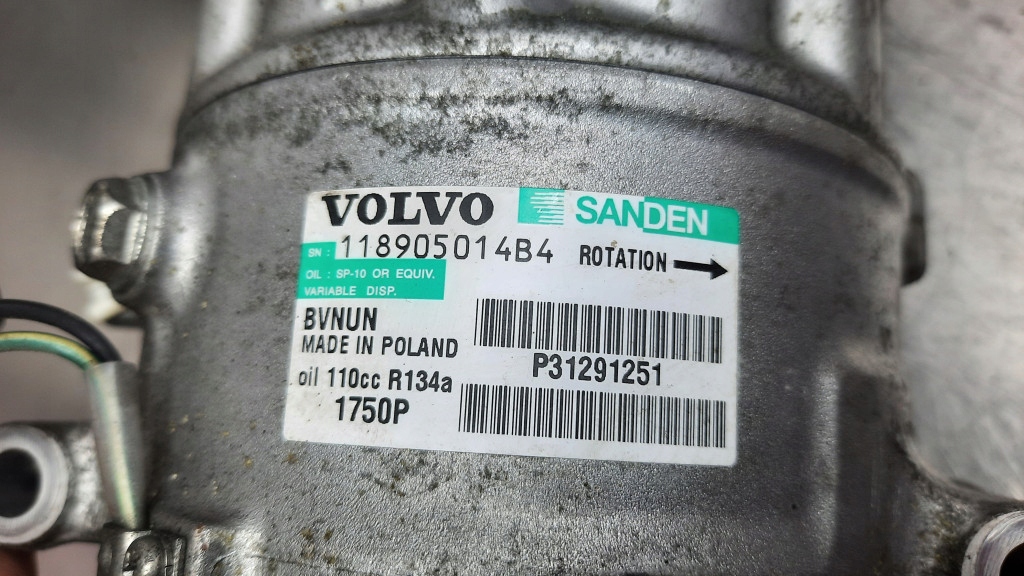 VOLVO SANDEN
SN : 118905014B4 ROTATION
OIL : SP-10 OR EQUIV.
VARIABLE DISP.
BVNUN
MADE IN POLAND
P31291251
oil 110cc R134a
1750P